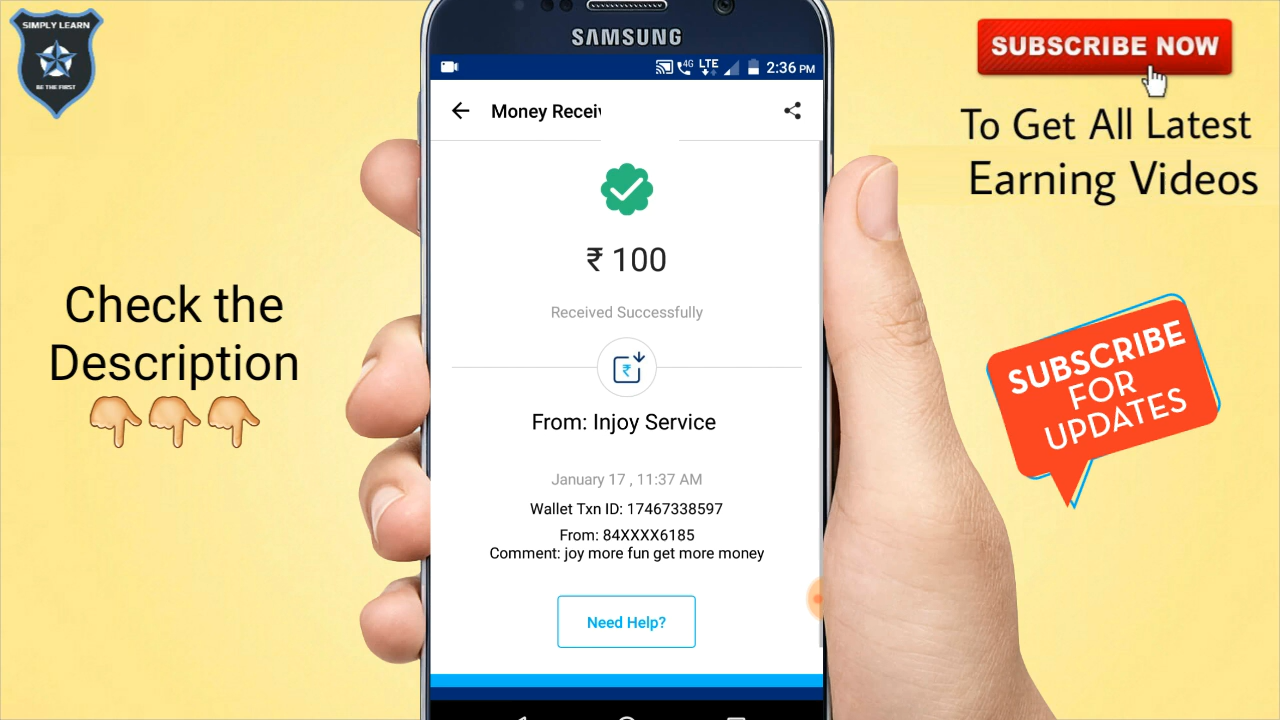 SIMPLY LEARN
BE THE FIRST
Check the
Description
SAMSUNG
4G LTE 2:36 PM
Money Receiv
₹ 100
Received Successfully
₹
From: Injoy Service
January 17 , 11:37 AM
Wallet Txn ID: 17467338597
From: 84XXXX6185
Comment: joy more fun get more money
Need Help?
SUBSCRIBE NOW
To Get All Latest
Earning Videos
SUBSCRIBE
FOR
UPDATES